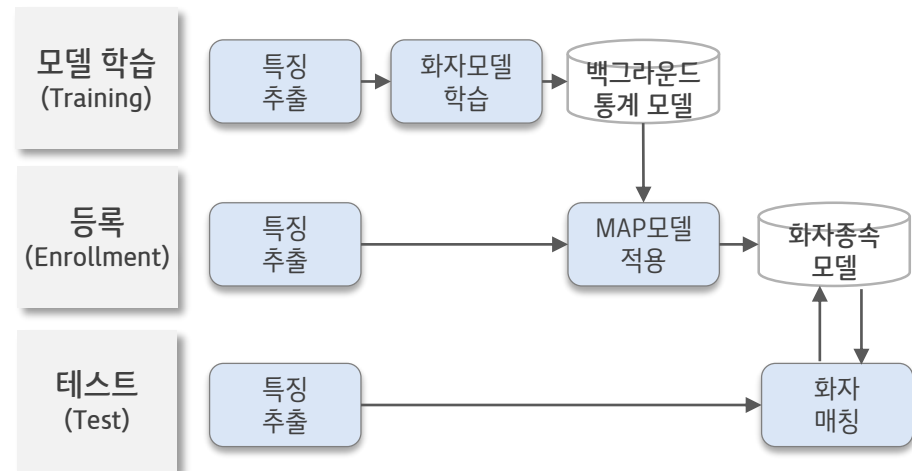 모델 학습
(Training)
특징
추출
화자모델
학습
백그라운드
통계 모델
등록
(Enrollment)
특징
추출
MAP모델
적용
화자종속
모델
테스트
(Test)
특징
추출
화자
매칭